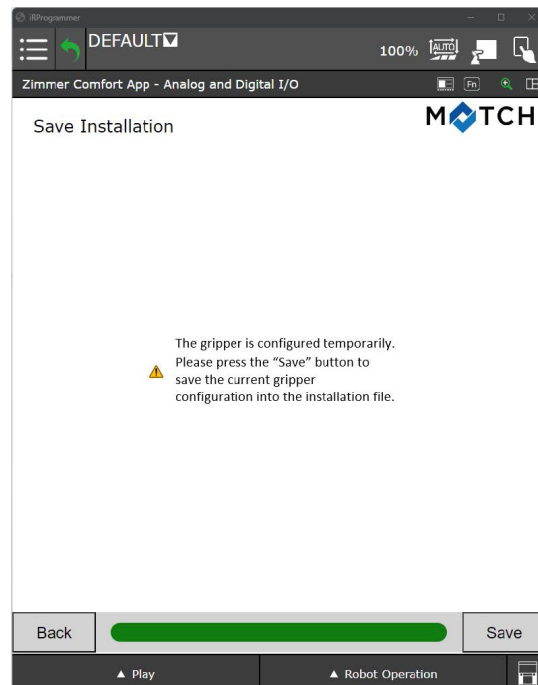 iRProgrammer
DEFAULT
100%
AUTO
Zimmer Comfort App - Analog and Digital I/O
Fn
Save Installation
MATCH
The gripper is configured temporarily.
Please press the “Save” button to
save the current gripper
configuration into the installation file.
Back
Save
▲ Play
▲ Robot Operation